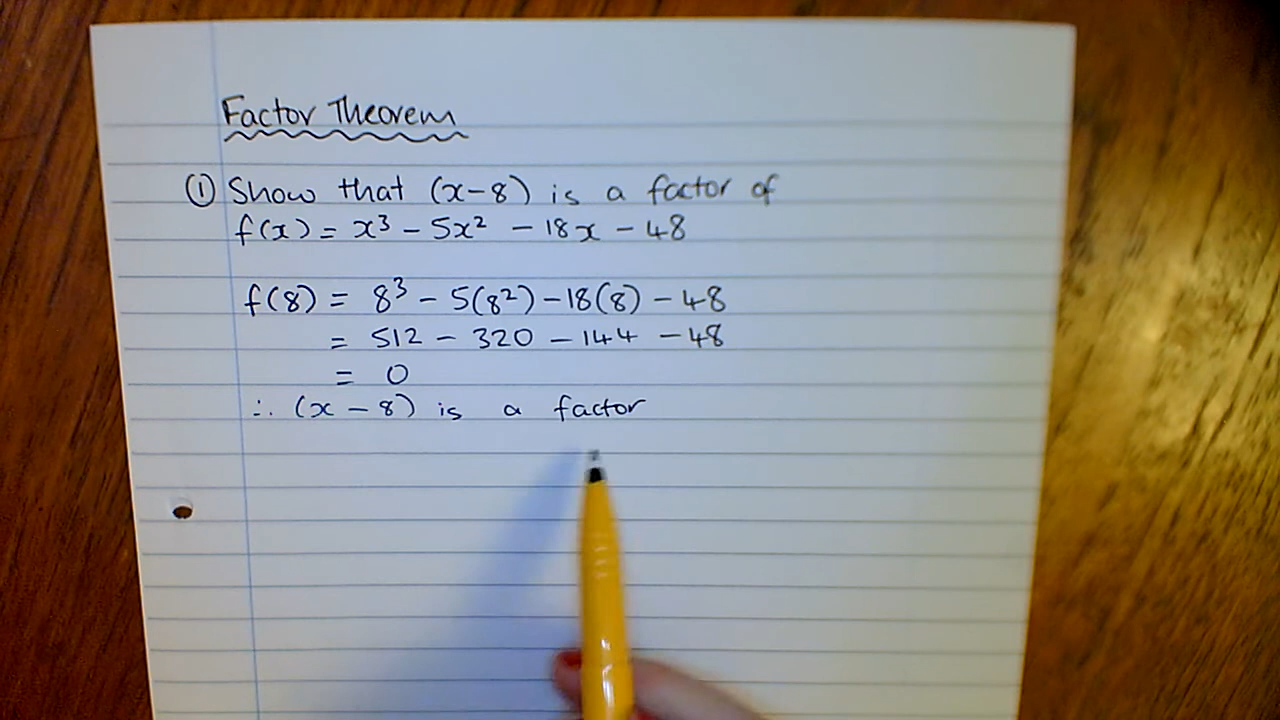 Factor Theorem
① Show that (x-8) is a factor of
f(x) = x³ - 5x² - 18x - 48
f(8) = 8³ - 5(8²) - 18(8) - 48
= 512 - 320 - 144 - 48
= 0
∴ (x - 8) is a factor